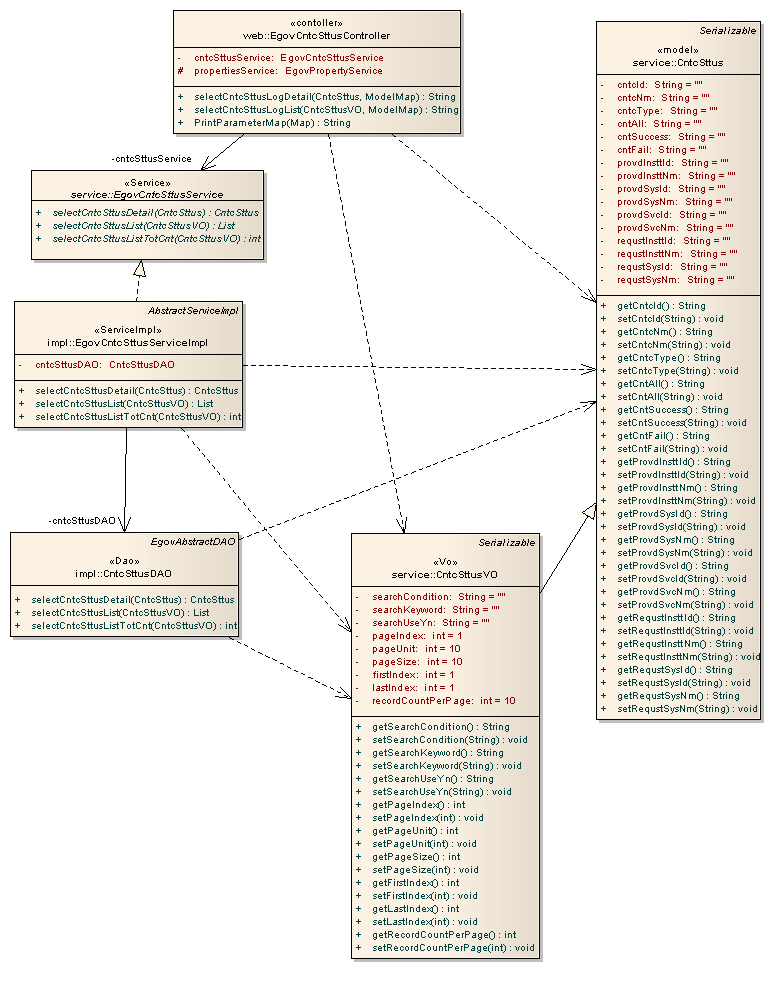 «contoller»
web::EgovCntcSttusController
- cntcSttusService: EgovCntcSttusService
# propertiesService: EgovPropertyService
+ selectCntcSttusLogDetail(CntcSttus, ModelMap) : String
+ selectCntcSttusLogList(CntcSttusVO, ModelMap) : String
+ PrintParameterMap(Map) : String
-cntcSttusService
«Service»
service::EgovCntcSttusService
+ selectCntcSttusDetail(CntcSttus) : CntcSttus
+ selectCntcSttusList(CntcSttusVO) : List
+ selectCntcSttusListTotCnt(CntcSttusVO) : int
AbstractServiceImpl
«ServiceImpl»
impl::EgovCntcSttusServiceImpl
- cntcSttusDAO: CntcSttusDAO
+ selectCntcSttusDetail(CntcSttus) : CntcSttus
+ selectCntcSttusList(CntcSttusVO) : List
+ selectCntcSttusListTotCnt(CntcSttusVO) : int
-cntcSttusDAO
EgovAbstractDAO
«Dao»
impl::CntcSttusDAO
+ selectCntcSttusDetail(CntcSttus) : CntcSttus
+ selectCntcSttusList(CntcSttusVO) : List
+ selectCntcSttusListTotCnt(CntcSttusVO) : int
Serializable
«Vo»
service::CntcSttusVO
- searchCondition: String = ""
- searchKeyword: String = ""
- searchUseYn: String = ""
- pageIndex: int = 1
- pageUnit: int = 10
- pageSize: int = 10
- firstIndex: int = 1
- lastIndex: int = 1
- recordCountPerPage: int = 10
+ getSearchCondition() : String
+ setSearchCondition(String) : void
+ getSearchKeyword() : String
+ setSearchKeyword(String) : void
+ getSearchUseYn() : String
+ setSearchUseYn(String) : void
+ getPageIndex() : int
+ setPageIndex(int) : void
+ getPageUnit() : int
+ setPageUnit(int) : void
+ getPageSize() : int
+ setPageSize(int) : void
+ getFirstIndex() : int
+ setFirstIndex(int) : void
+ getLastIndex() : int
+ setLastIndex(int) : void
+ getRecordCountPerPage() : int
+ setRecordCountPerPage(int) : void
Serializable
«model»
service::CntcSttus
- cntcId: String = ""
- cntcNm: String = ""
- cntcType: String = ""
- cntAll: String = ""
- cntSuccess: String = ""
- cntFail: String = ""
- provdInsttId: String = ""
- provdInsttNm: String = ""
- provdSysId: String = ""
- provdSysNm: String = ""
- provdSvcId: String = ""
- provdSvcNm: String = ""
- requstInsttId: String = ""
- requstInsttNm: String = ""
- requstSysId: String = ""
- requstSysNm: String = ""
+ getCntcId() : String
+ setCntcId(String) : void
+ getCntcNm() : String
+ setCntcNm(String) : void
+ getCntcType() : String
+ setCntcType(String) : void
+ getCntAll() : String
+ setCntAll(String) : void
+ getCntSuccess() : String
+ setCntSuccess(String) : void
+ getCntFail() : String
+ setCntFail(String) : void
+ getProvdInsttId() : String
+ setProvdInsttId(String) : void
+ getProvdInsttNm() : String
+ setProvdInsttNm(String) : void
+ getProvdSysId() : String
+ setProvdSysId(String) : void
+ getProvdSysNm() : String
+ setProvdSysNm(String) : void
+ getProvdSvcId() : String
+ setProvdSvcId(String) : void
+ getProvdSvcNm() : String
+ setProvdSvcNm(String) : void
+ getRequstInsttId() : String
+ setRequstInsttId(String) : void
+ getRequstInsttNm() : String
+ setRequstInsttNm(String) : void
+ getRequstSysId() : String
+ setRequstSysId(String) : void
+ getRequstSysNm() : String
+ setRequstSysNm(String) : void